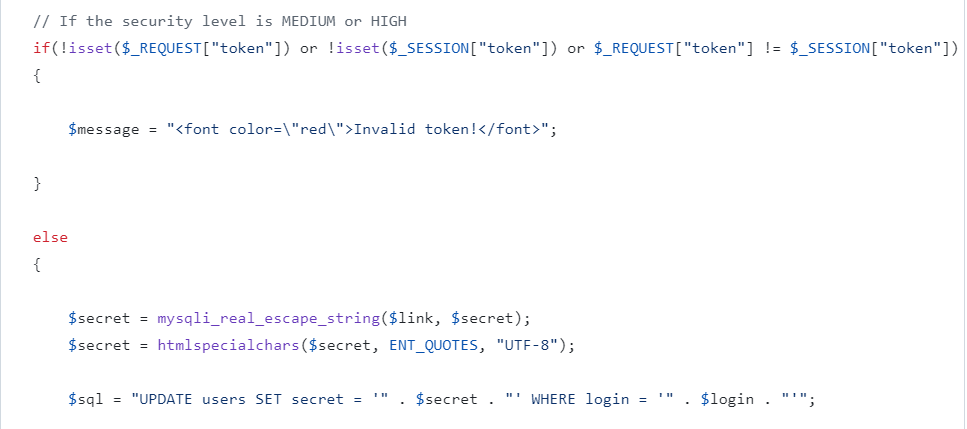 // If the security level is MEDIUM or HIGH
if(!isset($_REQUEST["token"]) or !isset($_SESSION["token"]) or $_REQUEST["token"] != $_SESSION["token"])
{
$message = "<font color=\"red\">Invalid token!</font>";
}
else
{
$secret = mysqli_real_escape_string($link, $secret);
$secret = htmlspecialchars($secret, ENT_QUOTES, "UTF-8");
$sql = "UPDATE users SET secret = '" . $secret . "' WHERE login = '" . $login . "'";